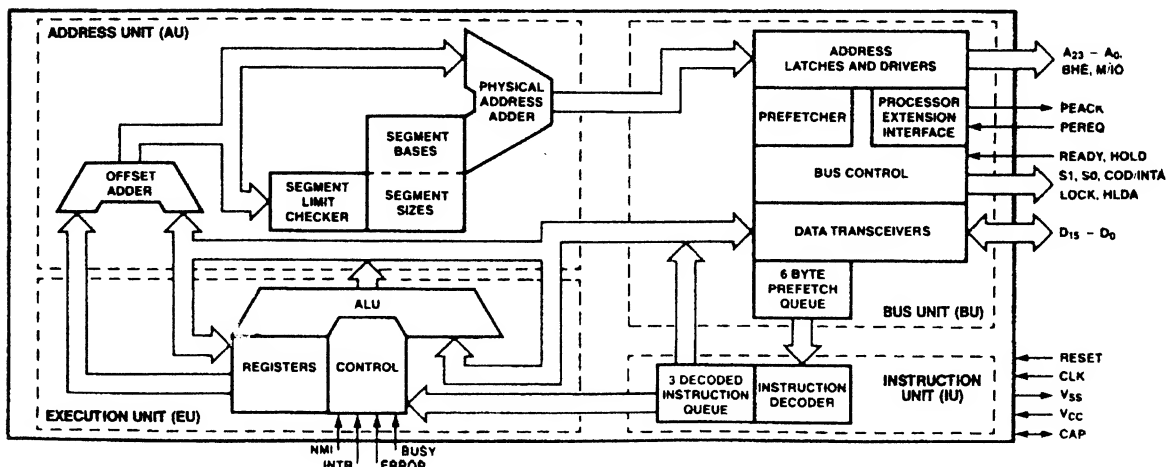 ADDRESS UNIT (AU)
PHYSICAL
ADDRESS
ADDER
SEGMENT
BASES
OFFSET
ADDER
SEGMENT
LIMIT
CHECKER
SEGMENT
SIZES
ADDRESS
LATCHES AND DRIVERS
PREFETCHER
PROCESSOR
EXTENSION
INTERFACE
BUS CONTROL
DATA TRANSCEIVERS
6 BYTE
PREFETCH
QUEUE
BUS UNIT (BU)
A23 – A0,
BHE, M/IO
PEACK
PEREQ
READY, HOLD
S1, S0, COD/INTA
LOCK, HLDA
D15 – D0
ALU
REGISTERS
CONTROL
EXECUTION UNIT (EU)
NMI
INTR
ERROR
BUSY
3 DECODED
INSTRUCTION
QUEUE
INSTRUCTION
DECODER
INSTRUCTION
UNIT (IU)
RESET
CLK
VSS
VCC
CAP